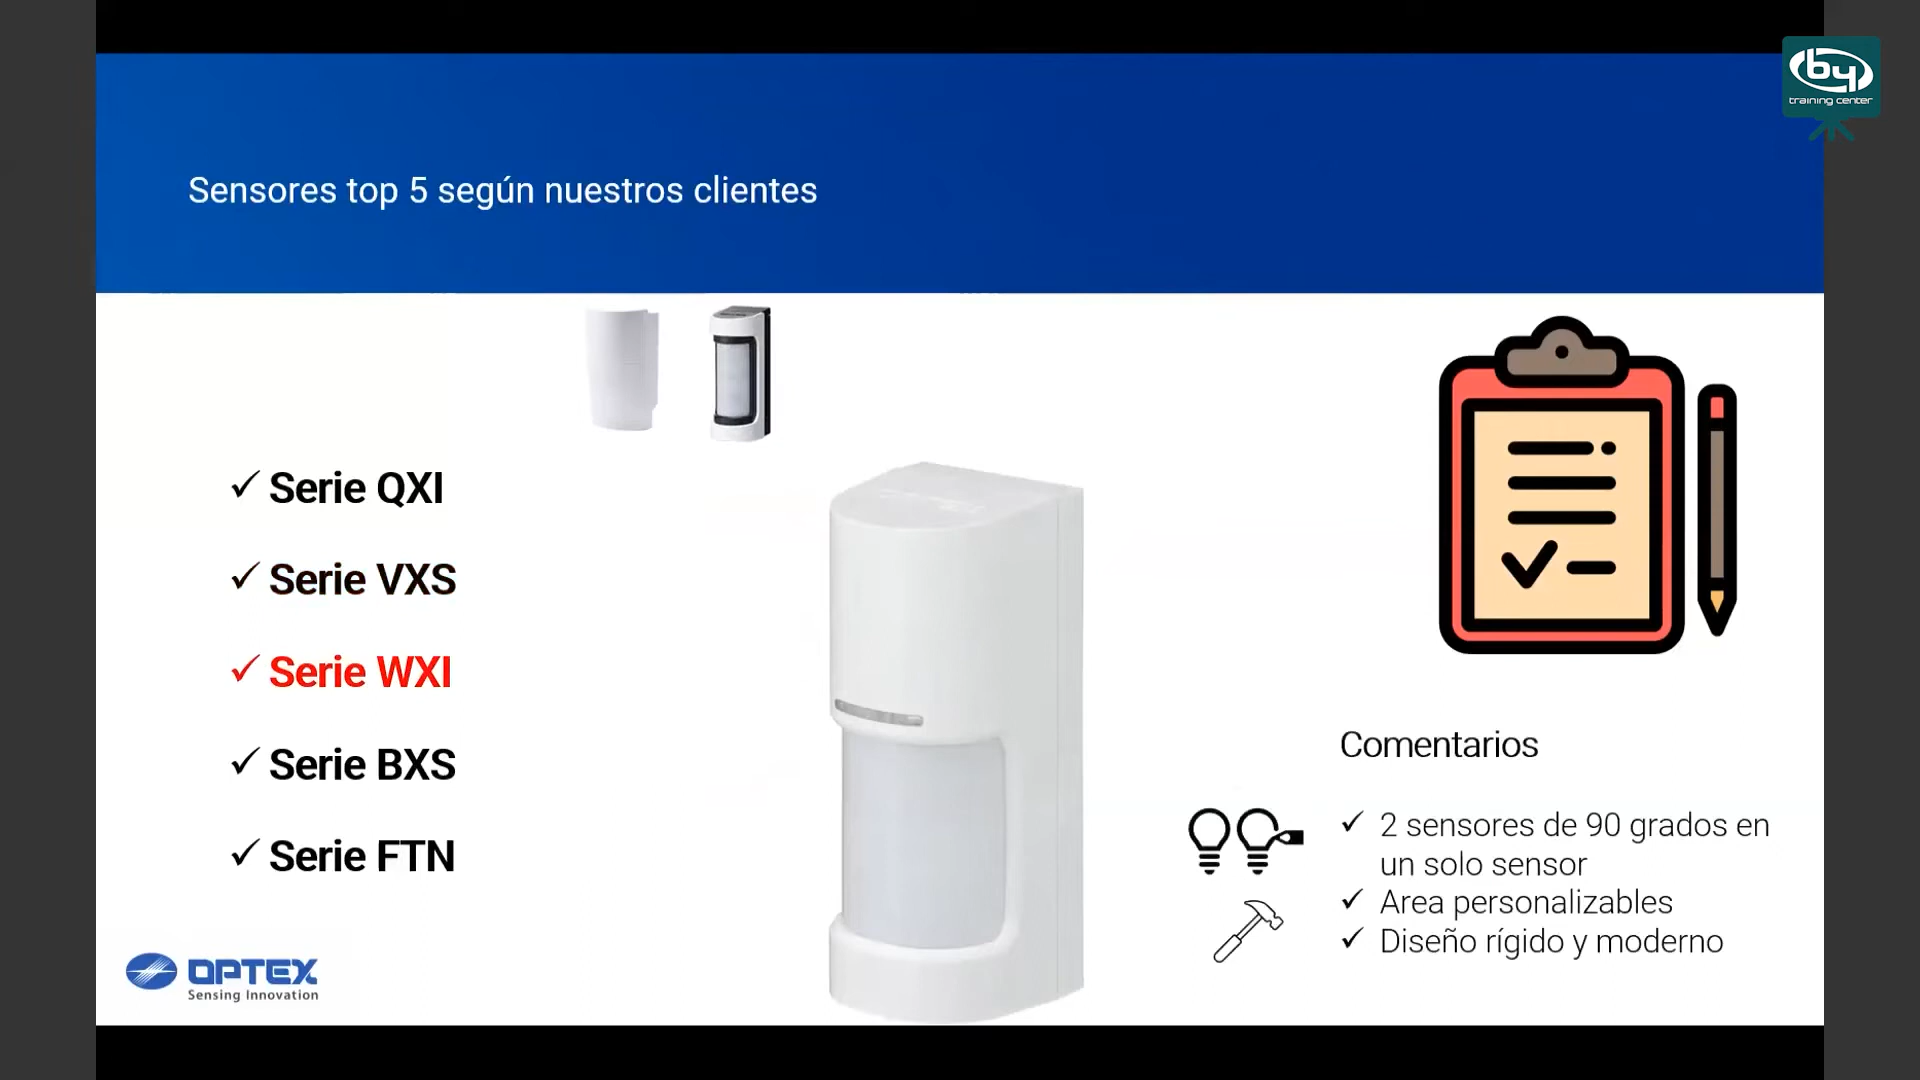 by
training center
Sensores top 5 según nuestros clientes
Serie QXI
Serie VXS
Serie WXI
Serie BXS
Serie FTN
Comentarios
2 sensores de 90 grados en
un solo sensor
Area personalizables
Diseño rígido y moderno
OPTEX
Sensing Innovation